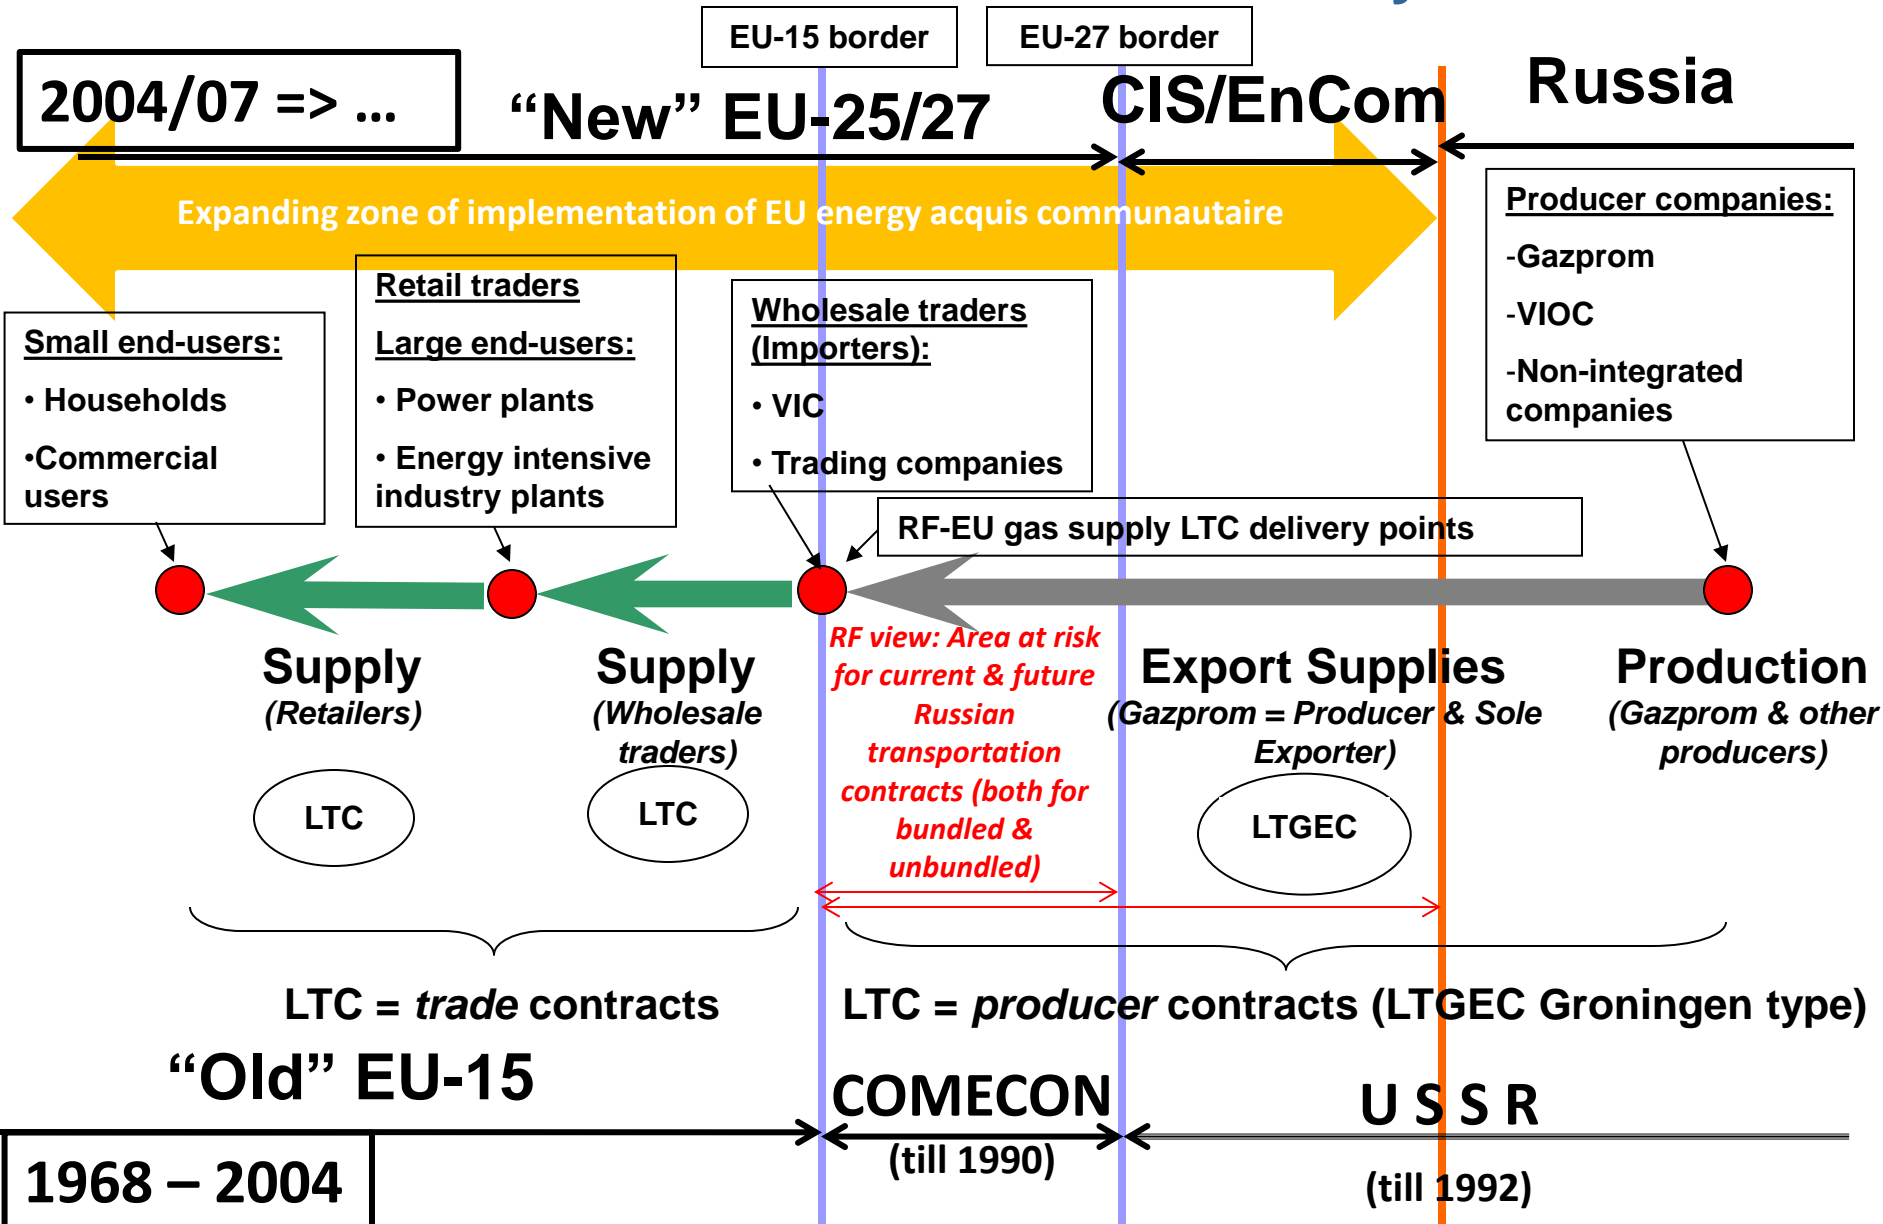 EU-15 border
EU-27 border
2004/07 => ...
“New” EU-25/27
CIS/EnCom
Russia
Expanding zone of implementation of EU energy acquis communautaire
Small end-users:
• Households
•Commercial
users
Retail traders
Large end-users:
• Power plants
• Energy intensive
industry plants
Wholesale traders
(Importers):
• VIC
• Trading companies
Producer companies:
-Gazprom
-VIOC
-Non-integrated
companies
RF-EU gas supply LTC delivery points
Supply
(Retailers)
LTC
Supply
(Wholesale
traders)
LTC
RF view: Area at risk
for current & future
Russian
transportation
contracts (both for
bundled &
unbundled)
Export Supplies
(Gazprom = Producer & Sole
Exporter)
LTGEC
Production
(Gazprom & other
producers)
LTC = trade contracts
LTC = producer contracts (LTGEC Groningen type)
“Old” EU-15
COMECON
(till 1990)
U S S R
(till 1992)
1968 – 2004